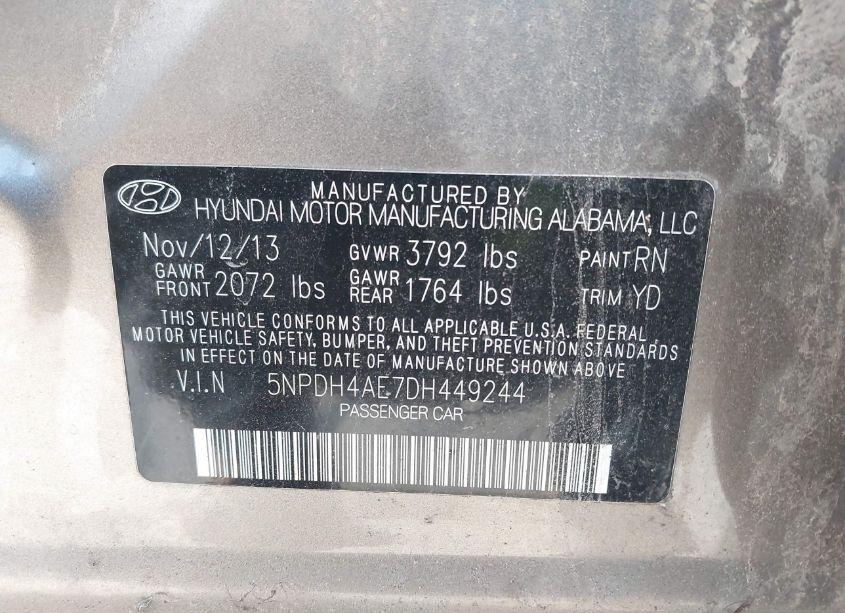 MANUFACTURED BY
HYUNDAI MOTOR MANUFACTURING ALABAMA, LLC
Nov/12/13 GVWR 3792 lbs PAINT RN
GAWR FRONT 2072 lbs GAWR REAR 1764 lbs TRIM YD
THIS VEHICLE CONFORMS TO ALL APPLICABLE U.S.A. FEDERAL
MOTOR VEHICLE SAFETY, BUMPER, AND THEFT PREVENTION STANDARDS
IN EFFECT ON THE DATE OF MANUFACTURE SHOWN ABOVE.
V.I.N 5NPDH4AE7DH449244
PASSENGER CAR